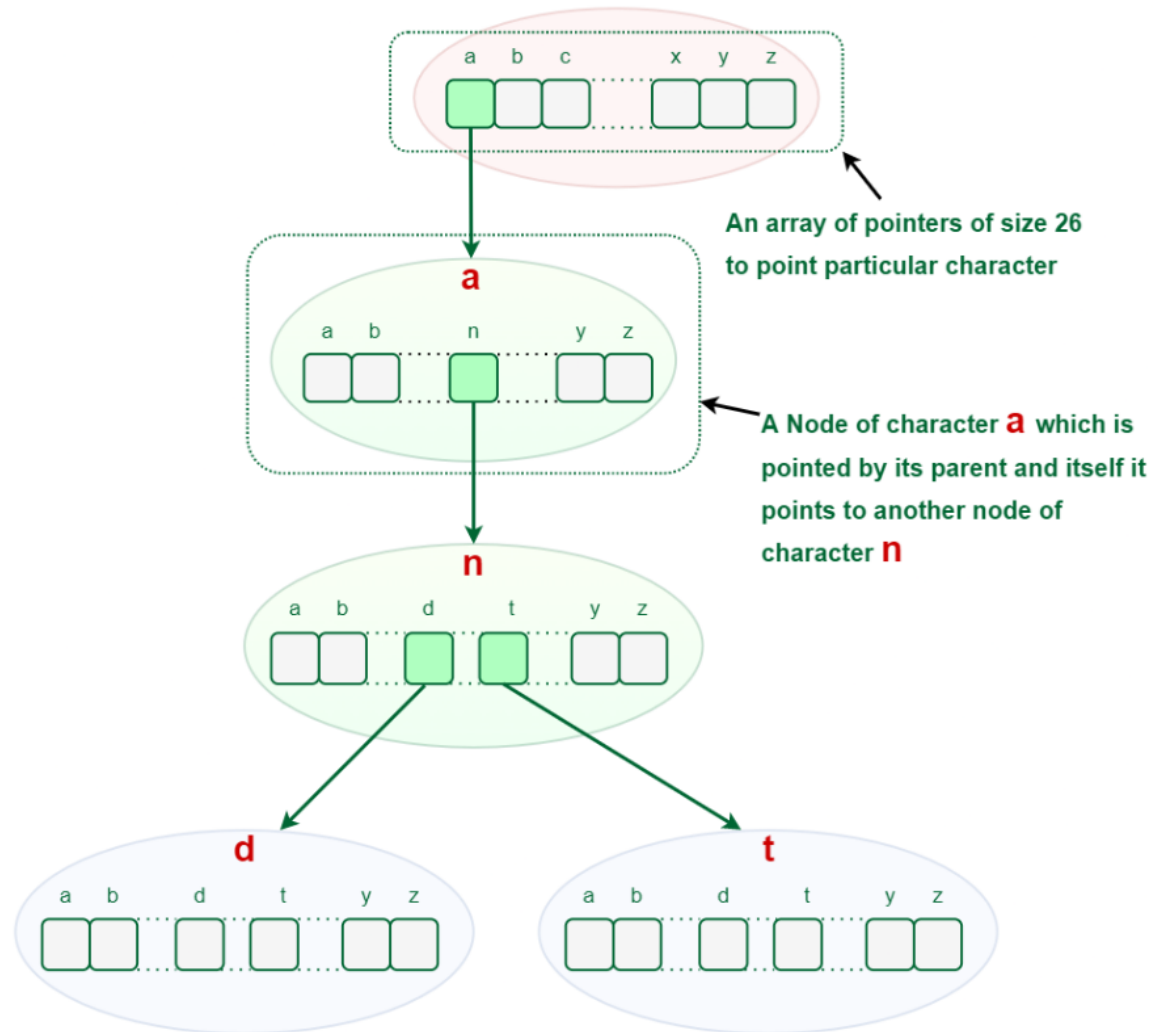 a b c x y z
An array of pointers of size 26
to point particular character
a
a b n y z
A Node of character a which is
pointed by its parent and itself it
points to another node of
character n
n
a b d t y z
d
a b d t y z
t
a b d t y z